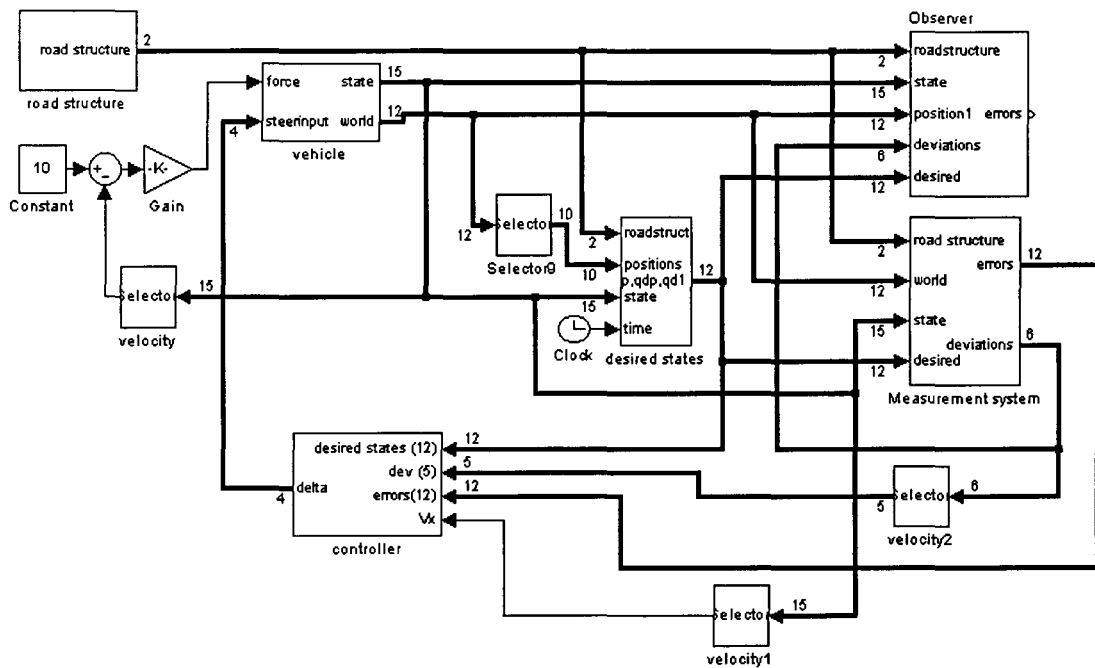 Observer
road structure
2
road structure
roadstructure
2
state
15
position1
errors
12
deviations
6
desired
12
force
state
15
steerinput
world
12
4
vehicle
10
Constant
+
-
-K-
Gain
12
Selecto
10
Selector9
roadstruct
2
positions
10
p,qdp,qd1
12
state
15
time
Clock
desired states
15
Selecto
velocity
road structure
2
errors
12
world
12
state
15
deviations
6
desired
12
Measurement system
desired states (12)
12
dev (5)
5
delta
4
errors(12)
12
Vx
controller
Selecto
5
6
velocity2
Selecto
15
velocity1